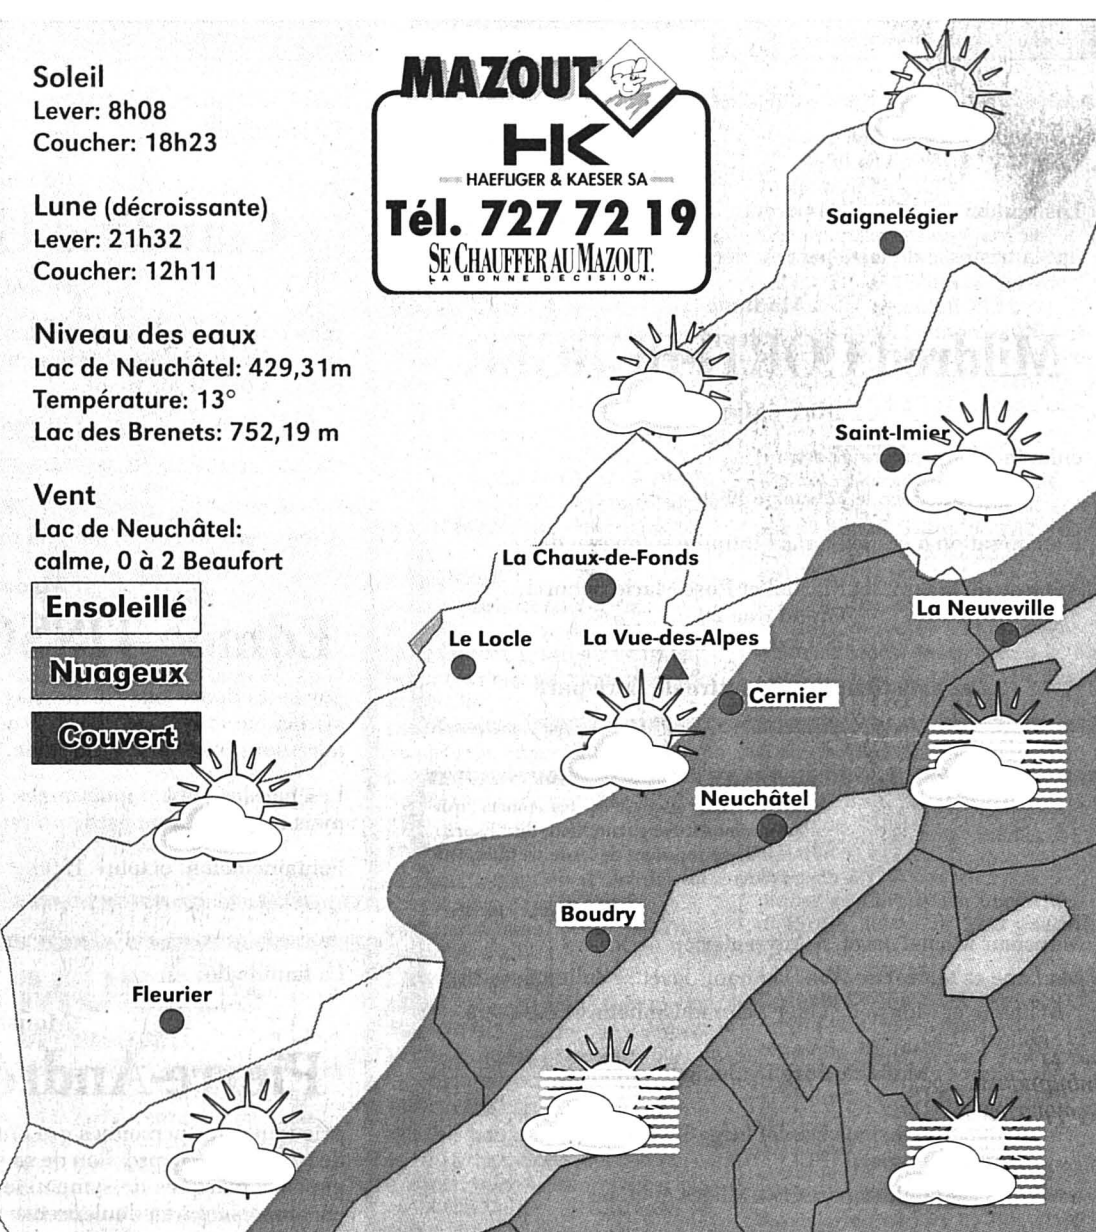 Soleil
Lever: 8h08
Coucher: 18h23
Lune (décroissante)
Lever: 21h32
Coucher: 12h11
Niveau des eaux
Lac de Neuchâtel: 429,31m
Température: 13°
Lac des Brenets: 752,19 m
Vent
Lac de Neuchâtel:
calme, 0 à 2 Beaufort
Ensoleillé
Nuageux
Couvert
MAZOUT
HK
HAEFLIGER & KAESER SA
Tél. 727 72 19
SE CHAUFFER AU MAZOUT.
LA BONNE DÉCISION.
Saignelégier
Saint-Imier
La Chaux-de-Fonds
La Neuveville
Le Locle
La Vue-des-Alpes
Cernier
Neuchâtel
Boudry
Fleurier